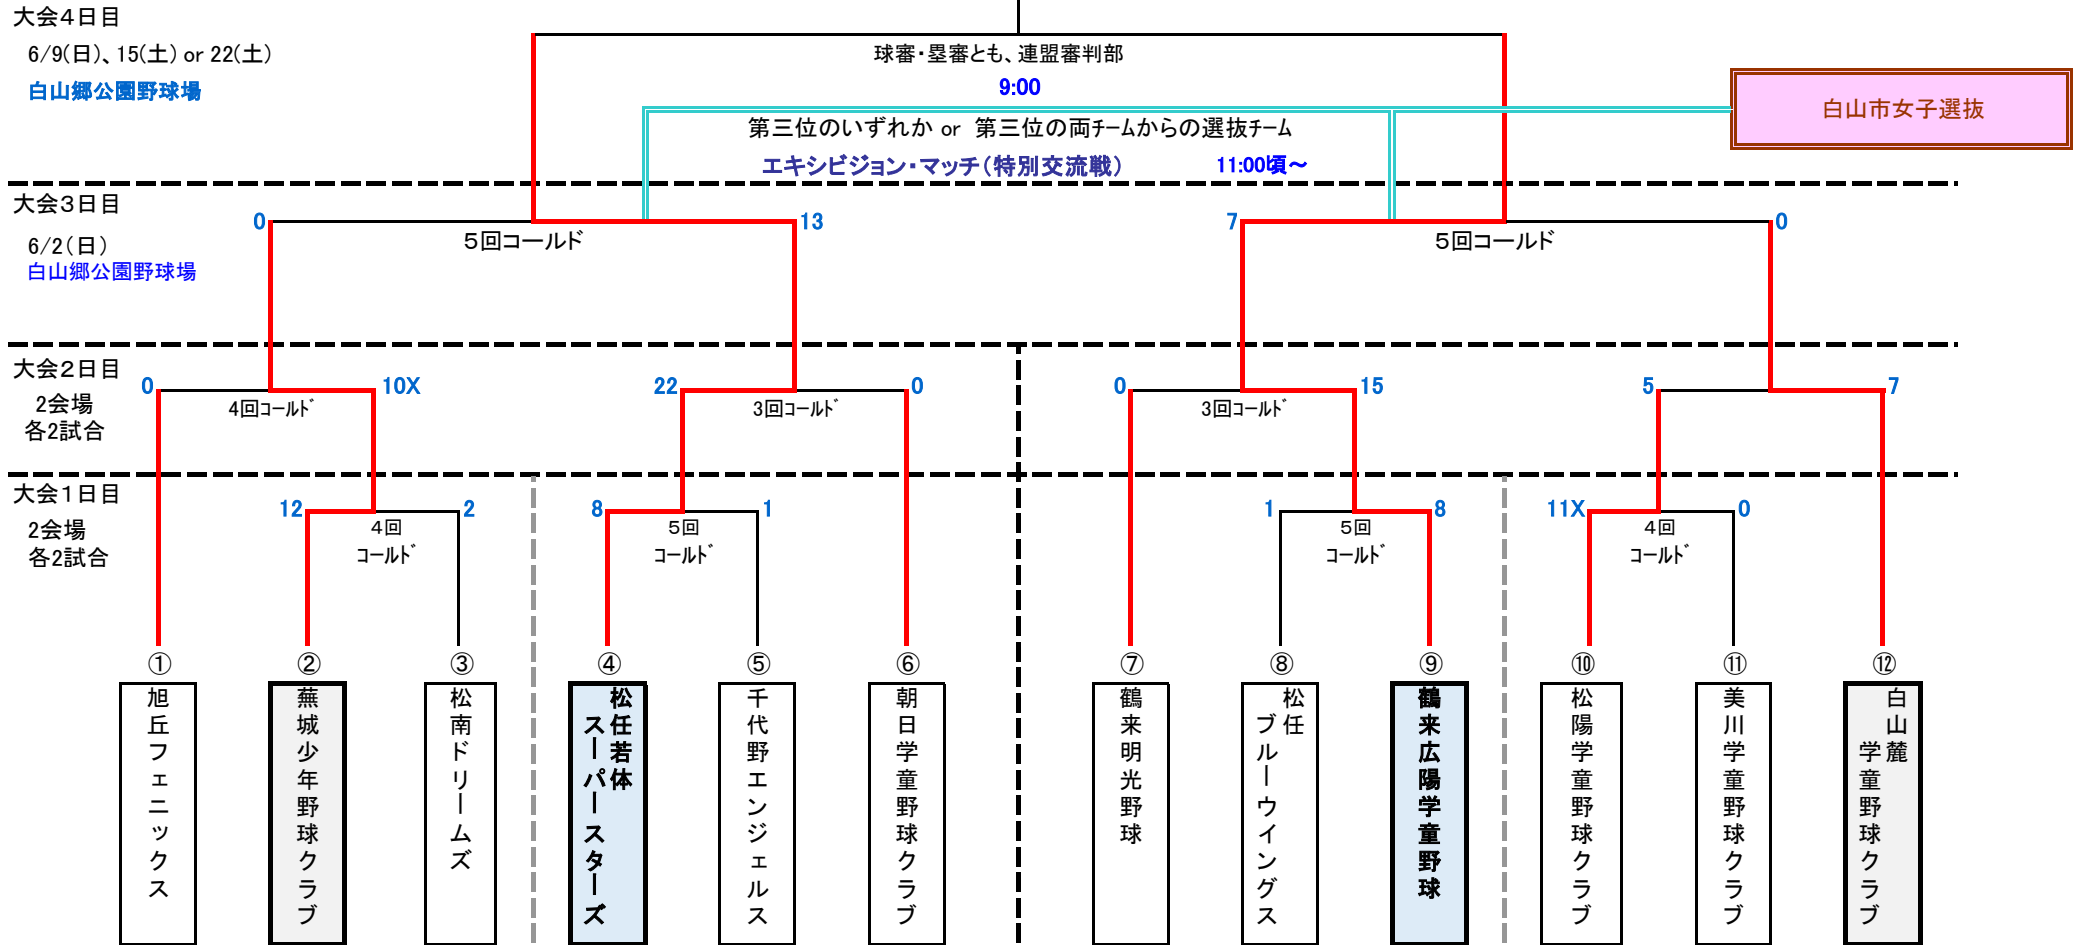 大会4日目
6/9(日)、15(土) or 22(土)
白山郷公園野球場
球審・塁審とも、連盟審判部
9:00
白山市女子選抜
第三位のいずれか or 第三位の両チームからの選抜チーム
エキシビジョン・マッチ(特別交流戦) 11:00頃～
大会3日目
6/2(日)
白山郷公園野球場
0 13 7 0
5回コールド 5回コールド
大会2日目
2会場
各2試合
0 10X 22 0 0 15 5 7
4回コールド 3回コールド 3回コールド
大会1日目
2会場
各2試合
12 2 8 1 1 8 11X 0
4回 5回 5回 4回
コールド コールド コールド コールド
① ② ③ ④ ⑤ ⑥ ⑦ ⑧ ⑨ ⑩ ⑪ ⑫
旭丘フェニックス
蕪城少年野球クラブ
松南ドリームズ
松任若体
スーパースターズ
千代野エンジェルス
朝日学童野球クラブ
鶴来明光野球
松任
ブルーウイングス
鶴来広陽学童野球
松陽学童野球クラブ
美川学童野球クラブ
白山麓
学童野球クラブ